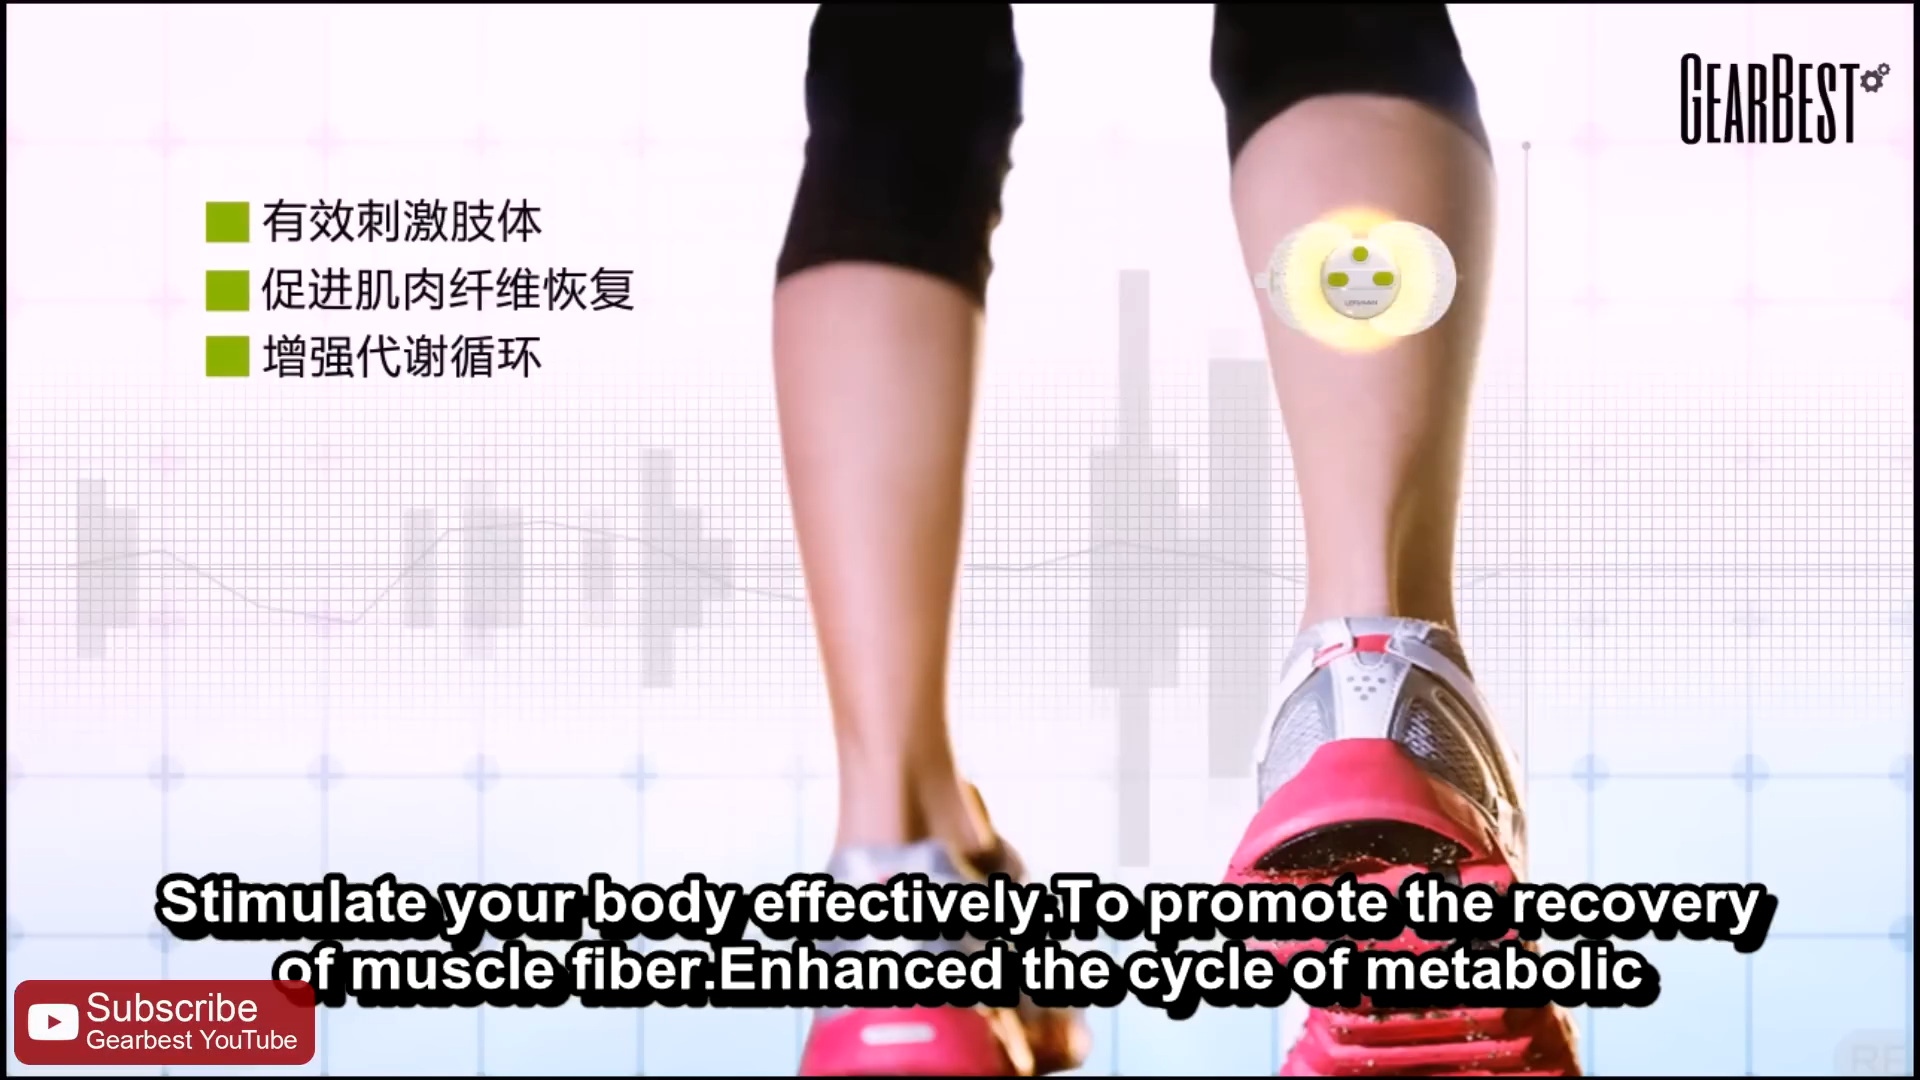 GEARBEST
有效刺激肢体
促进肌肉纤维恢复
增强代谢循环
Stimulate your body effectively.To promote the recovery
of muscle fiber.Enhanced the cycle of metabolic
Subscribe
Gearbest YouTube